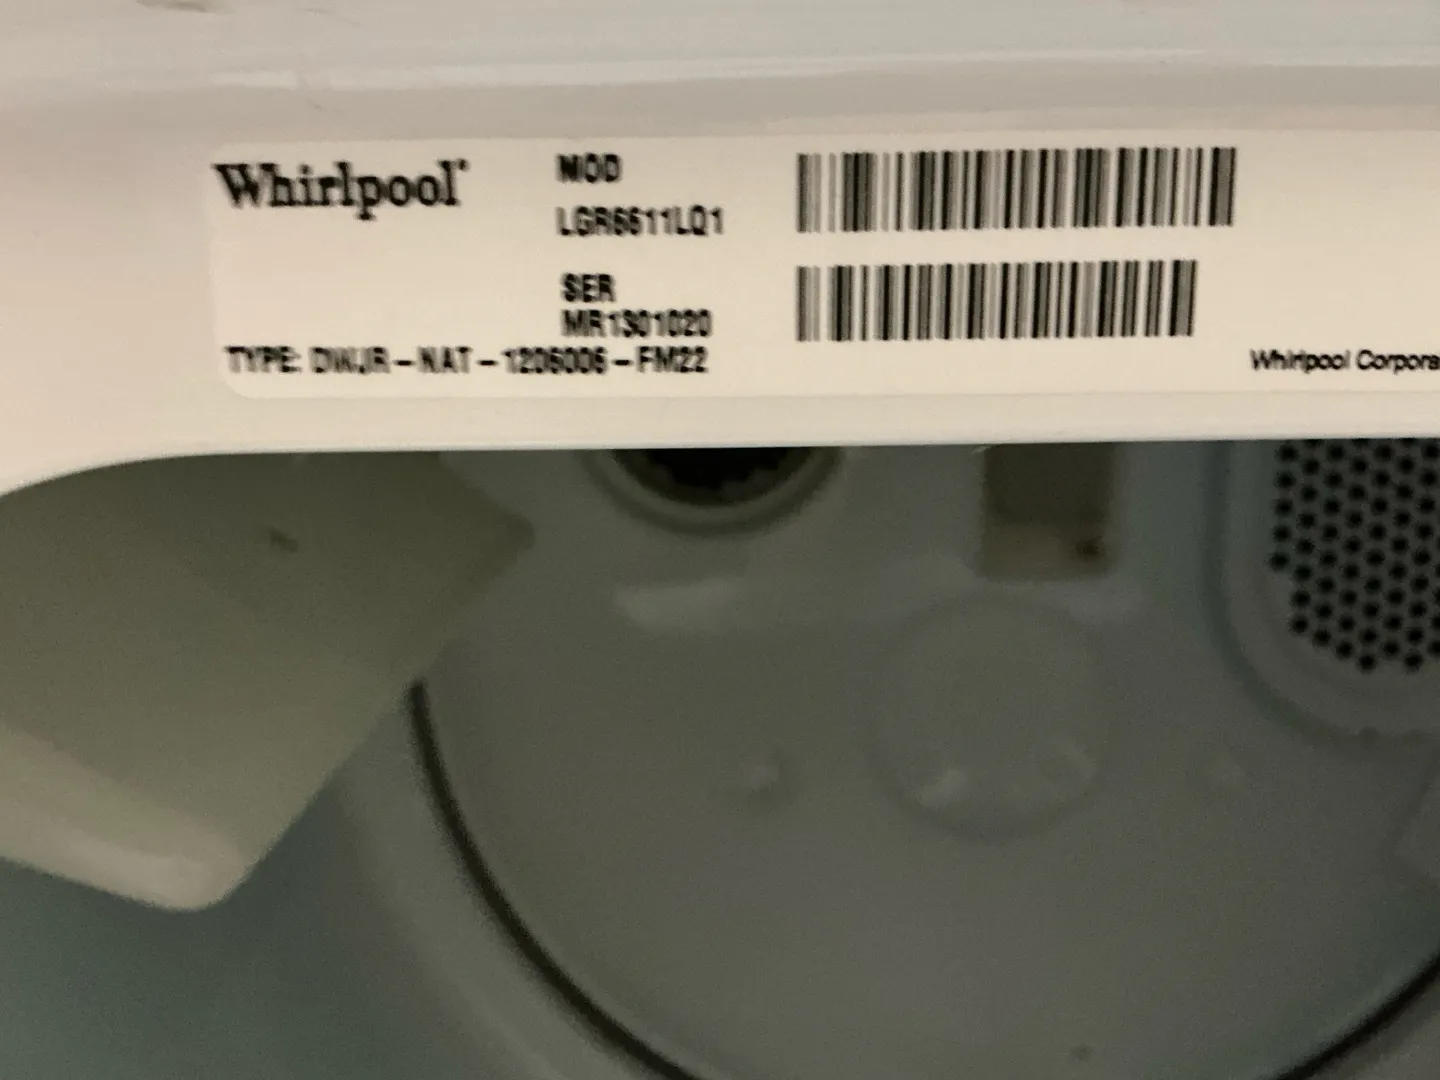 Whirlpool
MOD
LGR6611LQ1
SER
MR1301020
TYPE: DWJR-NAT-1206006-FM22
Whirlpool Corpora